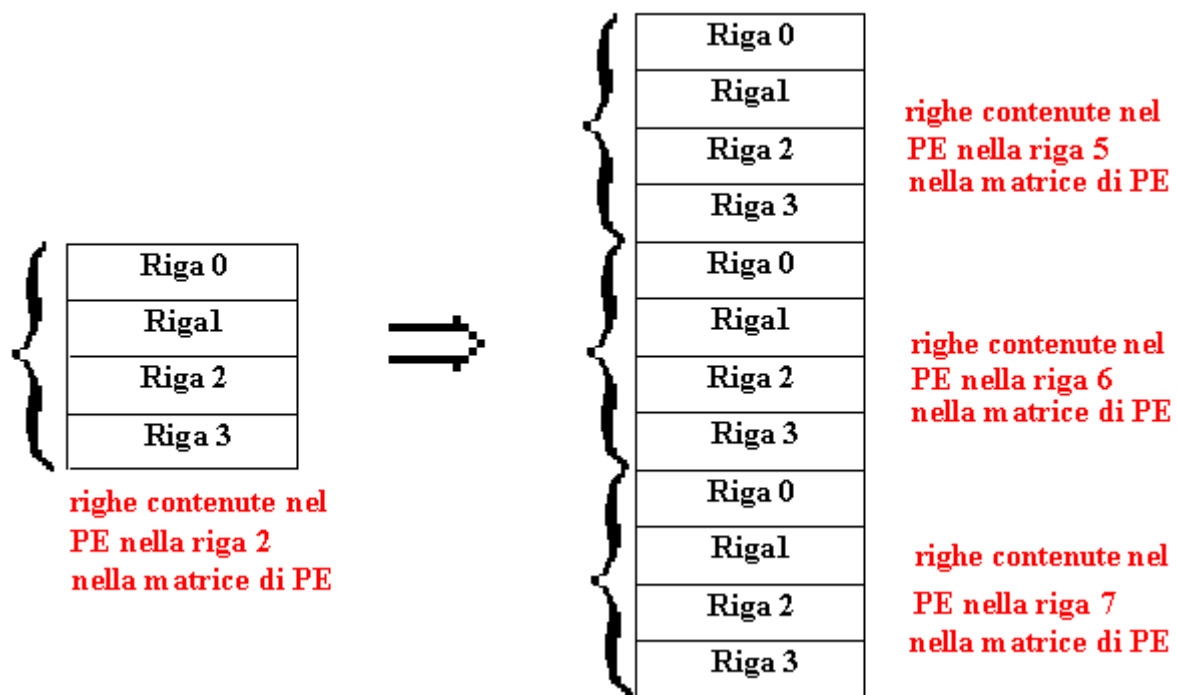 Riga 0
Riga1
Riga 2
Riga 3
righe contenute nel
PE nella riga 2
nella matrice di PE
Riga 0
Riga1
Riga 2
Riga 3
righe contenute nel
PE nella riga 5
nella matrice di PE
Riga 0
Riga1
Riga 2
Riga 3
righe contenute nel
PE nella riga 6
nella matrice di PE
Riga 0
Riga1
Riga 2
Riga 3
righe contenute nel
PE nella riga 7
nella matrice di PE